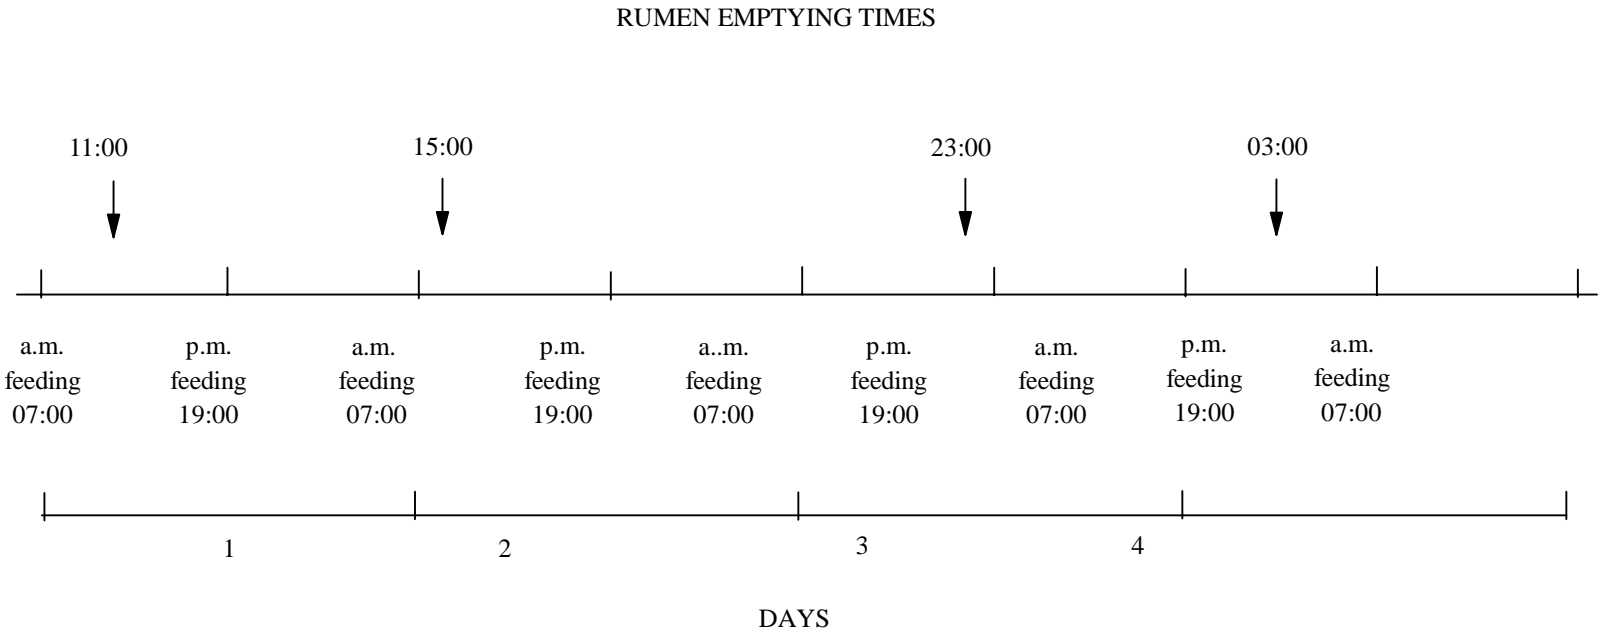 RUMEN EMPTYING TIMES
11:00 15:00 23:00 03:00
a.m. p.m. a.m. p.m. a..m. p.m. a.m. p.m. a.m.
feeding feeding feeding feeding feeding feeding feeding feeding feeding
07:00 19:00 07:00 19:00 07:00 19:00 07:00 19:00 07:00
1 2 3 4
DAYS